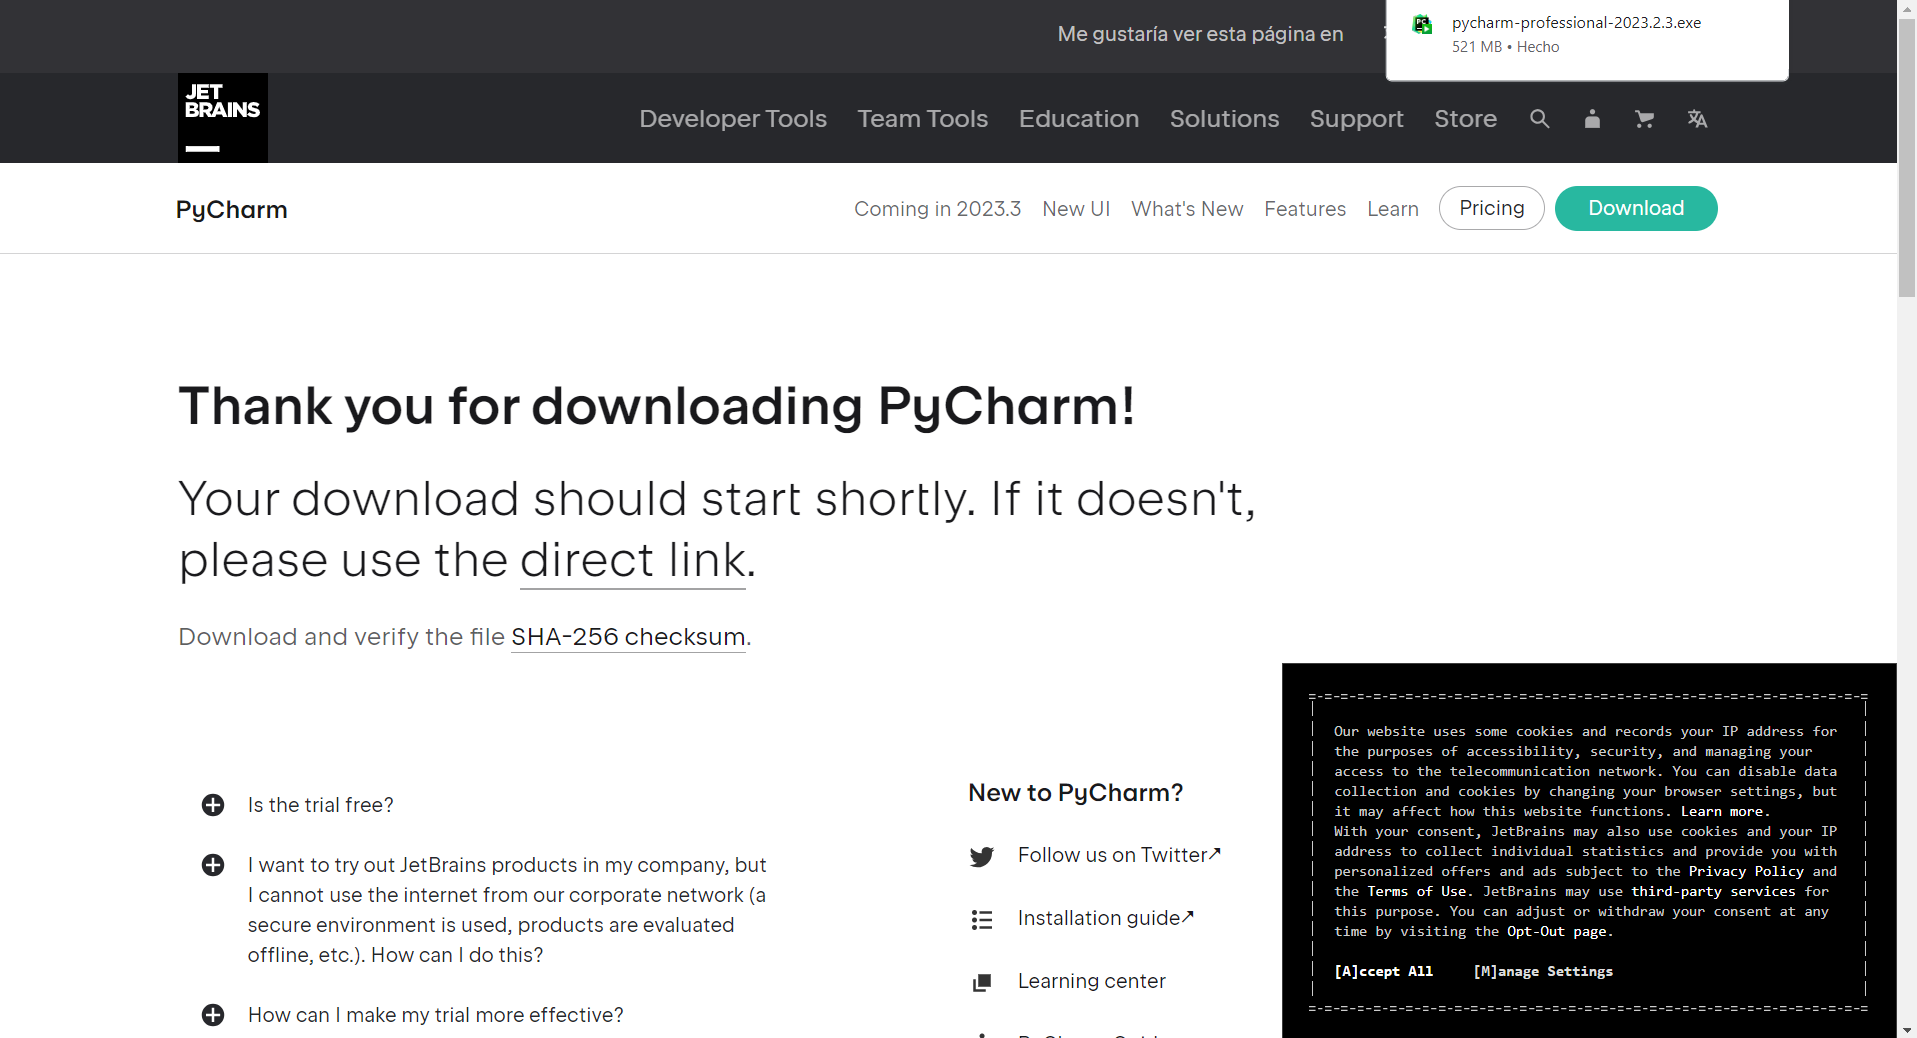 Me gustaría ver esta página en
pycharm-professional-2023.2.3.exe
521 MB • Hecho
JET
BRAINS
Developer Tools Team Tools Education Solutions Support Store
PyCharm
Coming in 2023.3 New UI What's New Features Learn Pricing Download
Thank you for downloading PyCharm!
Your download should start shortly. If it doesn't,
please use the direct link.
Download and verify the file SHA-256 checksum.
Is the trial free?
I want to try out JetBrains products in my company, but
I cannot use the internet from our corporate network (a
secure environment is used, products are evaluated
offline, etc.). How can I do this?
How can I make my trial more effective?
New to PyCharm?
Follow us on Twitter↗
Installation guide↗
Learning center
Our website uses some cookies and records your IP address for
the purposes of accessibility, security, and managing your
access to the telecommunication network. You can disable data
collection and cookies by changing your browser settings, but
it may affect how this website functions. Learn more.
With your consent, JetBrains may also use cookies and your IP
address to collect individual statistics and provide you with
personalized offers and ads subject to the Privacy Policy and
the Terms of Use. JetBrains may use third-party services for
this purpose. You can adjust or withdraw your consent at any
time by visiting the Opt-Out page.
[A]ccept All [M]anage Settings